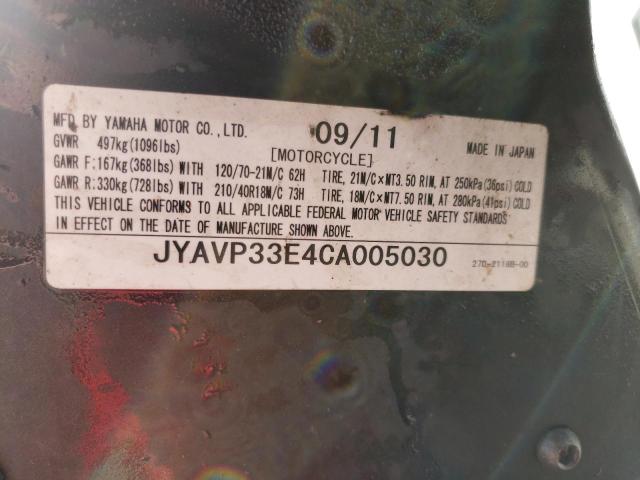 MFD. BY YAMAHA MOTOR CO.,LTD. 09/11 MADE IN JAPAN
GVWR 497kg(1096lbs) [MOTORCYCLE]
GAWR F:167kg(368lbs) WITH 120/70-21M/C 62H TIRE, 21M/C×MT3.50 RIM, AT 250kPa(36psi) COLD
GAWR R:330kg(728lbs) WITH 210/40R18M/C 73H TIRE, 18M/C×MT7.50 RIM, AT 280kPa(41psi) COLD
THIS VEHICLE CONFORMS TO ALL APPLICABLE FEDERAL MOTOR VEHICLE SAFETY STANDARDS
IN EFFECT ON THE DATE OF MANUFACTURE SHOWN ABOVE.
JYAVP33E4CA005030 27D-2118B-00